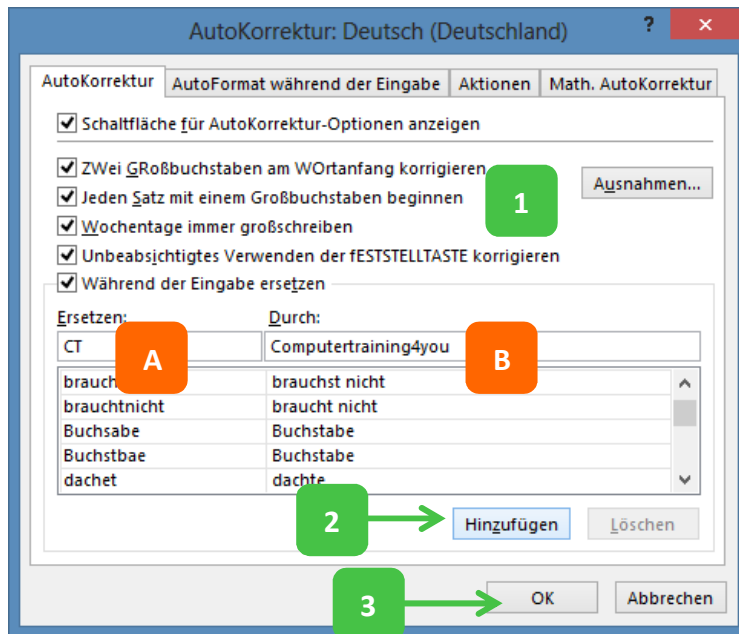 AutoKorrektur: Deutsch (Deutschland) ? ×
AutoKorrektur AutoFormat während der Eingabe Aktionen Math. AutoKorrektur
Schaltfläche für AutoKorrektur-Optionen anzeigen
ZWei GRoßbuchstaben am WOrtanfang korrigieren
Jeden Satz mit einem Großbuchstaben beginnen
1
Ausnahmen...
Wochentage immer großschreiben
Unbeabsichtigtes Verwenden der fESTSTELLTASTE korrigieren
Während der Eingabe ersetzen
Ersetzen: Durch:
CT A Computertraining4you B
brauchst nicht
brauchtnicht braucht nicht
Buchsabe Buchstabe
Buchstbae Buchstabe
dachet dachte
2 Hinzufügen Löschen
3 OK Abbrechen